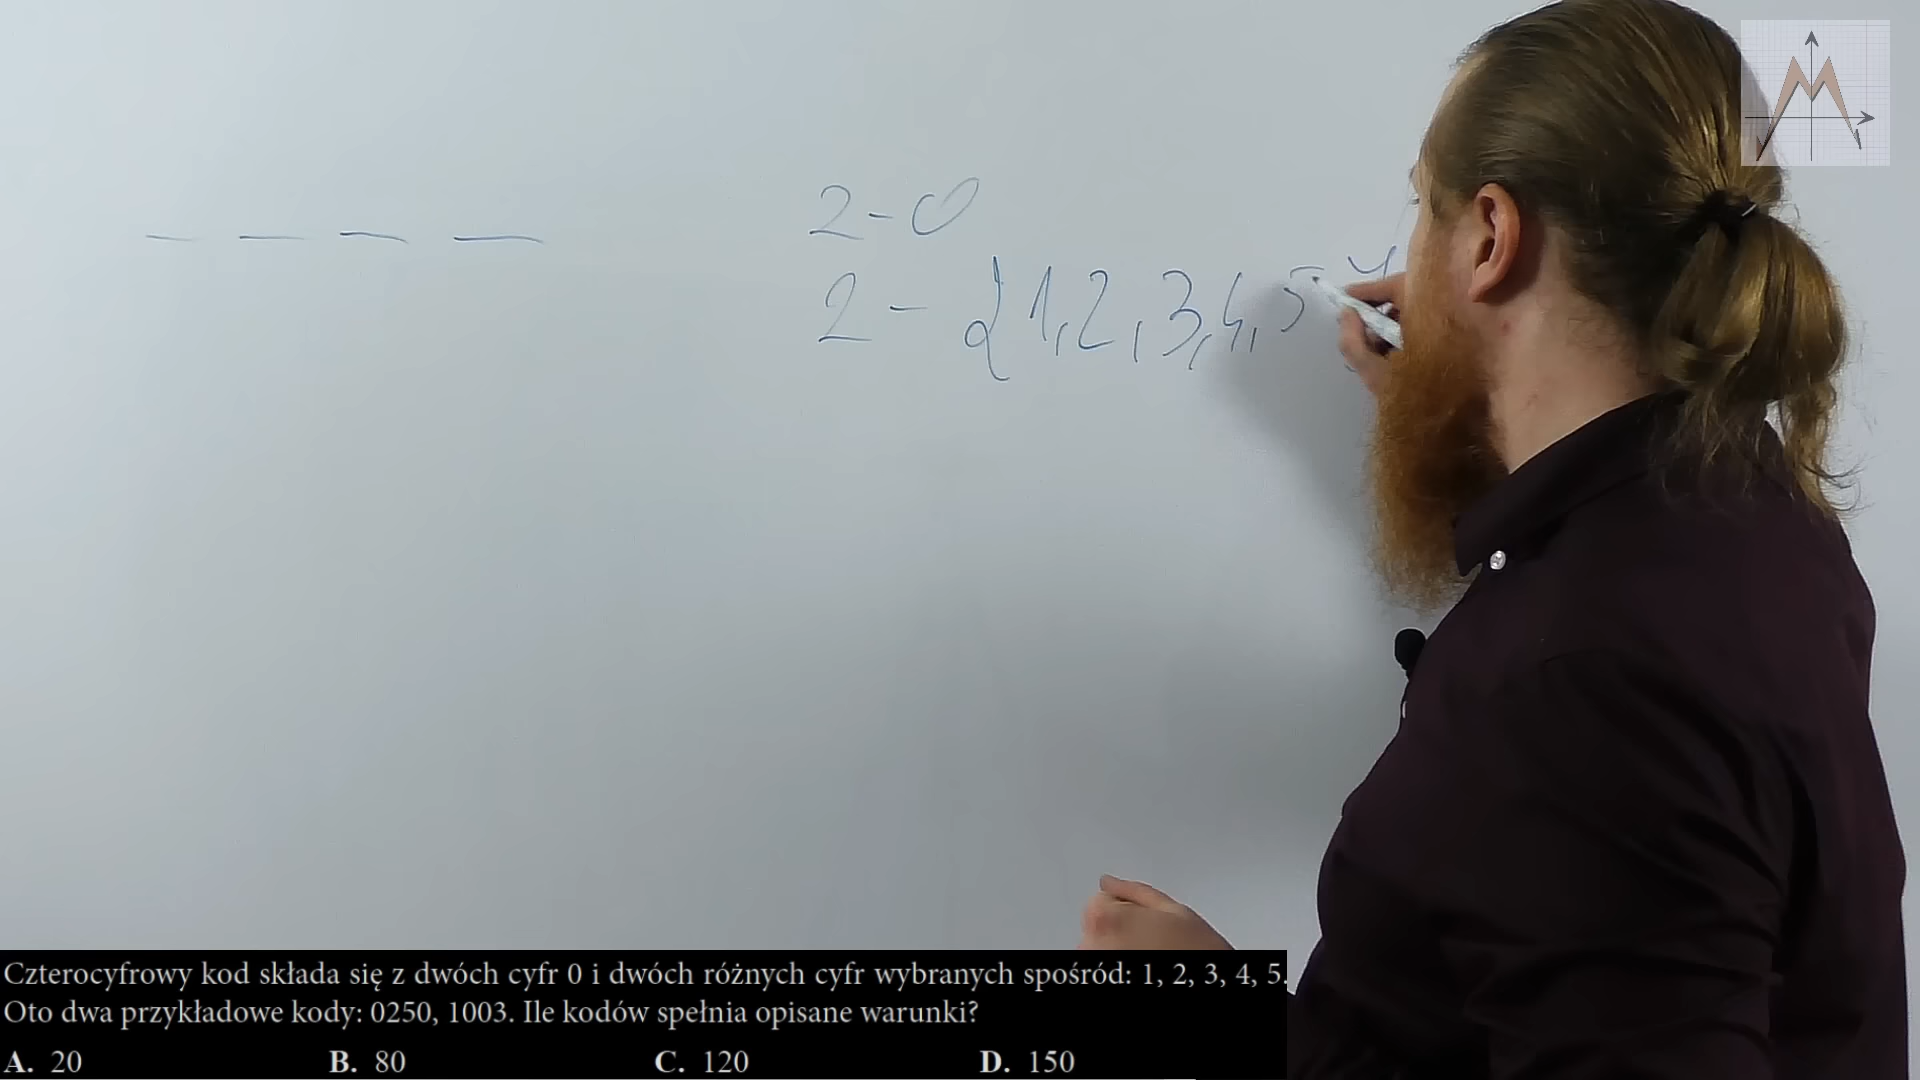 2-0
2 - {1,2,3,4,5
Czterocyfrowy kod składa się z dwóch cyfr 0 i dwóch różnych cyfr wybranych spośród: 1, 2, 3, 4, 5.
Oto dwa przykładowe kody: 0250, 1003. Ile kodów spełnia opisane warunki?
A. 20 B. 80 C. 120 D. 150